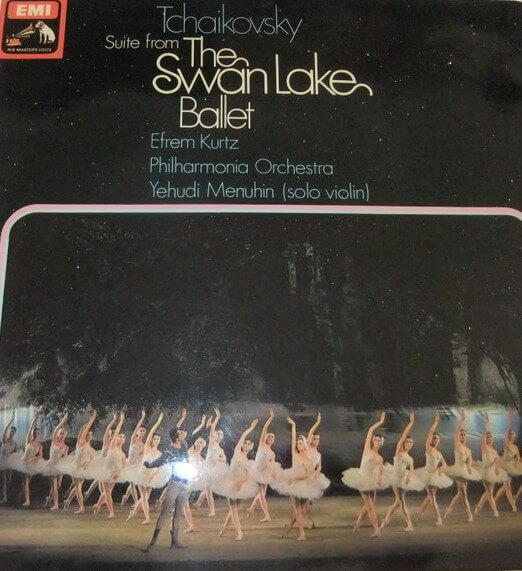 EMI
HIS MASTER'S VOICE
Tchaikovsky
Suite from The
Swan Lake
Ballet
Efrem Kurtz
Philharmonia Orchestra
Yehudi Menuhin (solo violin)